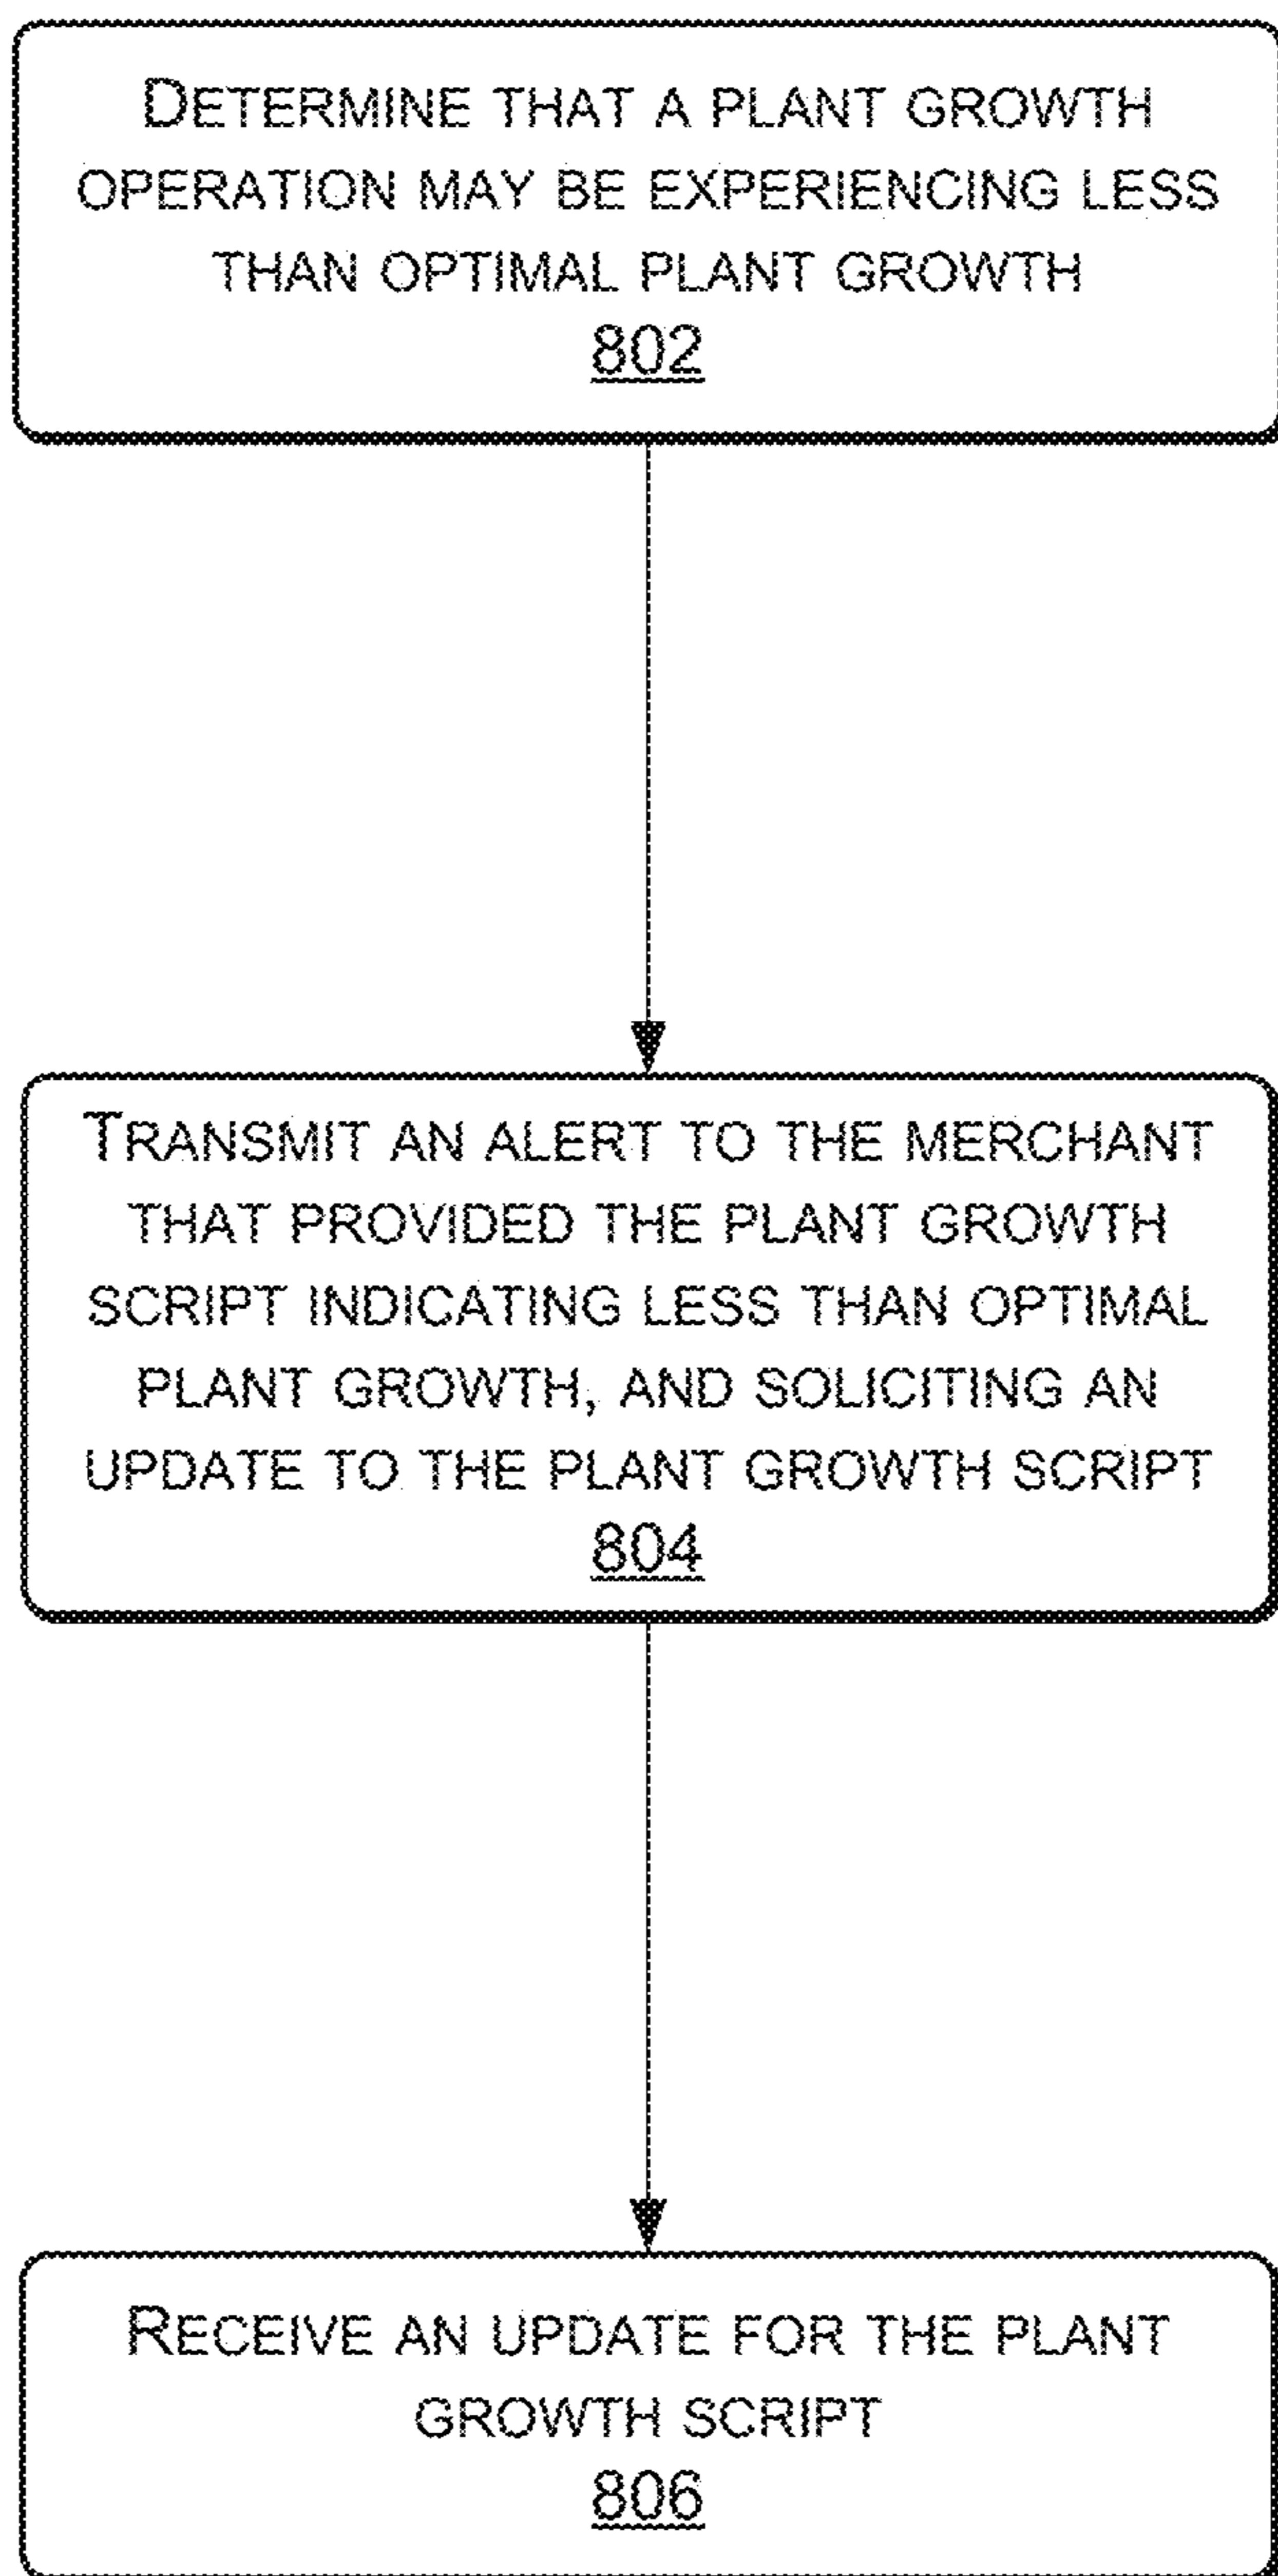 DETERMINE THAT A PLANT GROWTH
OPERATION MAY BE EXPERIENCING LESS
THAN OPTIMAL PLANT GROWTH
802
TRANSMIT AN ALERT TO THE MERCHANT
THAT PROVIDED THE PLANT GROWTH
SCRIPT INDICATING LESS THAN OPTIMAL
PLANT GROWTH, AND SOLICITING AN
UPDATE TO THE PLANT GROWTH SCRIPT
804
RECEIVE AN UPDATE FOR THE PLANT
GROWTH SCRIPT
806